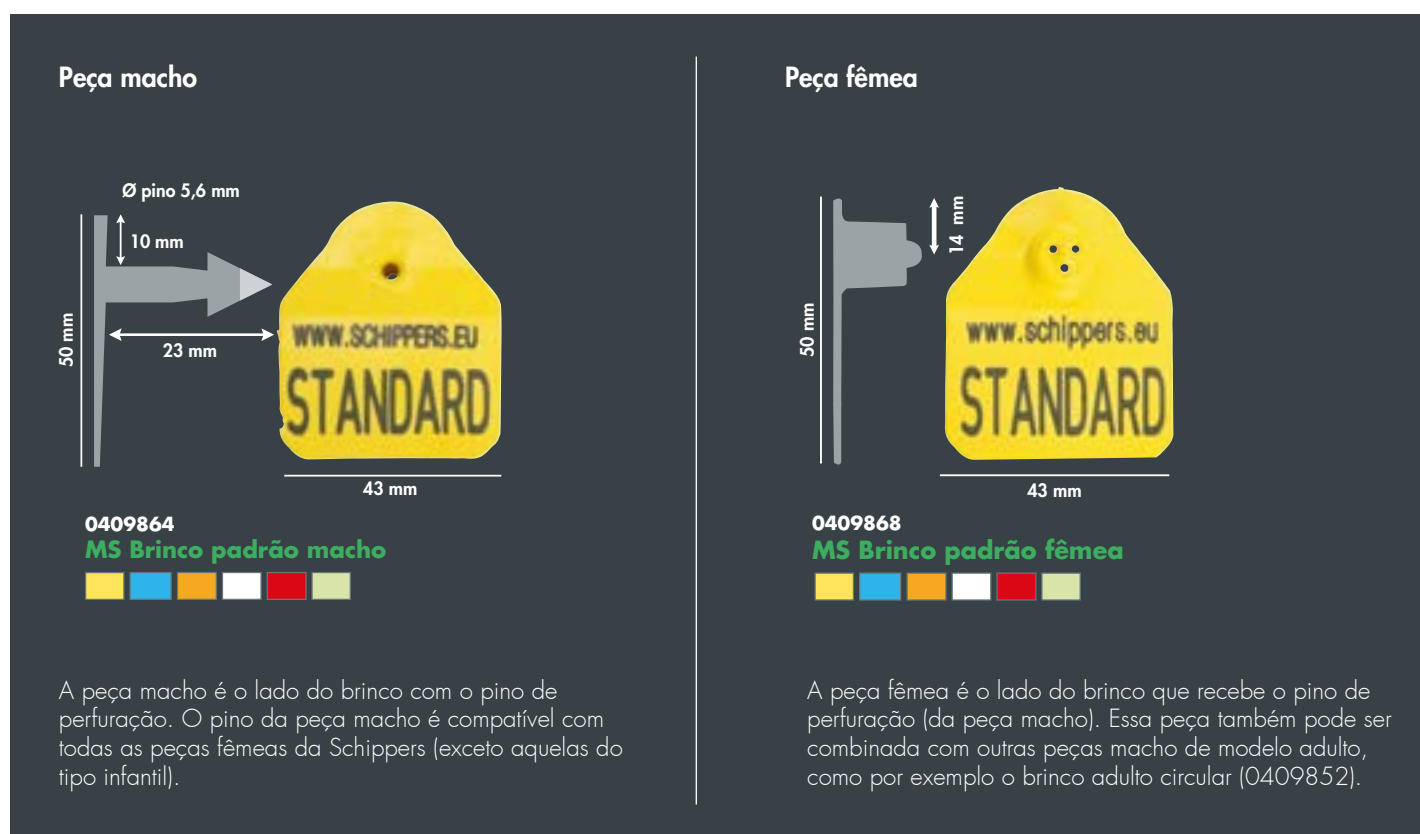 Peça macho
Ø pino 5,6 mm
10 mm
50 mm
23 mm
WWW.SCHIPPERS.EU
STANDARD
43 mm
0409864
MS Brinco padrão macho
A peça macho é o lado do brinco com o pino de
perfuração. O pino da peça macho é compatível com
todas as peças fêmeas da Schippers (exceto aquelas do
tipo infantil).
Peça fêmea
14 mm
50 mm
www.schippers.eu
STANDARD
43 mm
0409868
MS Brinco padrão fêmea
A peça fêmea é o lado do brinco que recebe o pino de
perfuração (da peça macho). Essa peça também pode ser
combinada com outras peças macho de modelo adulto,
como por exemplo o brinco adulto circular (0409852).